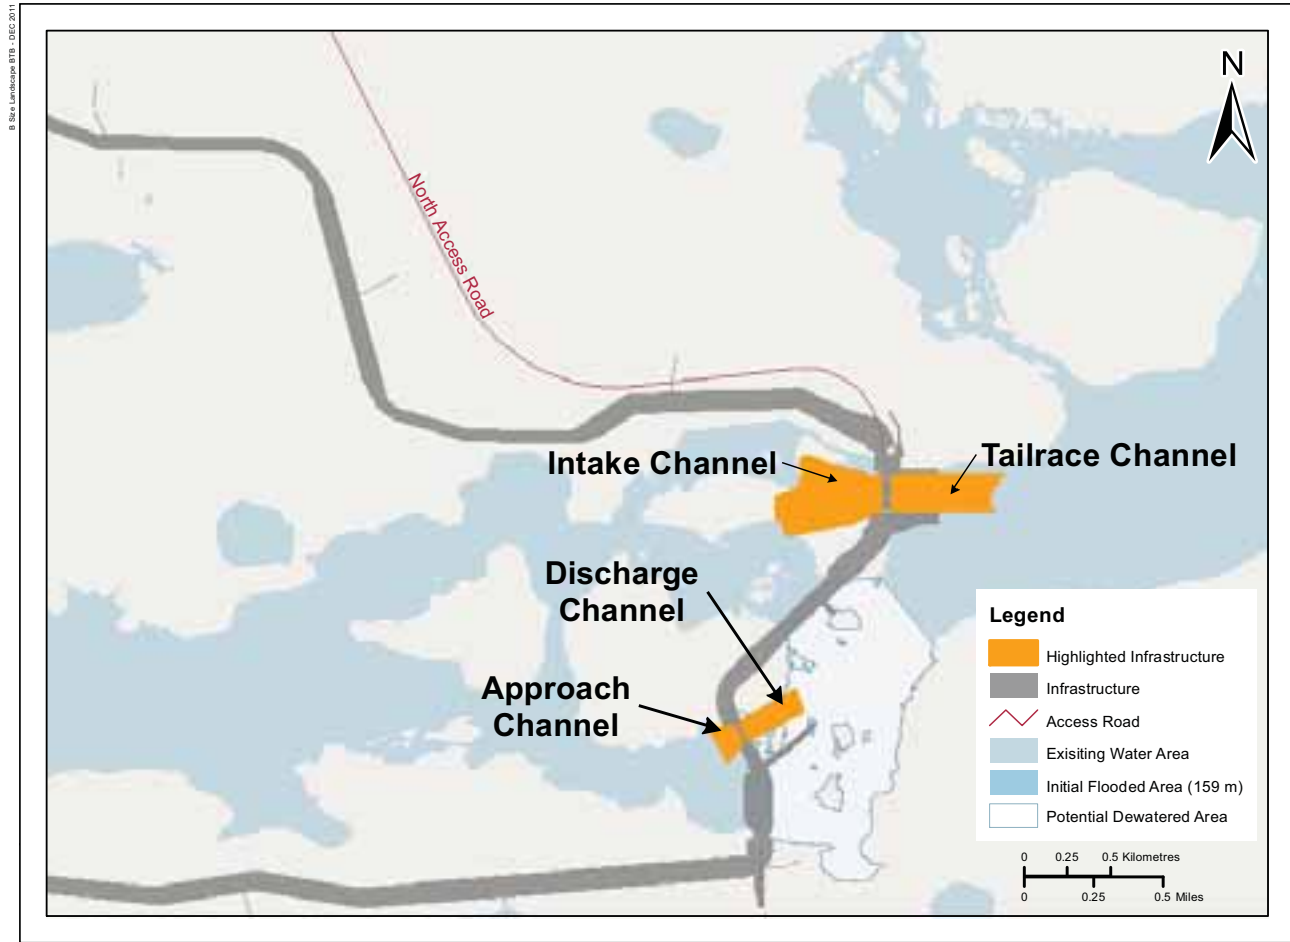 B Size Landscape BTB - DEC 2011
N
North Access Road
Intake Channel
Tailrace Channel
Discharge
Channel
Approach
Channel
Legend
Highlighted Infrastructure
Infrastructure
Access Road
Exisiting Water Area
Initial Flooded Area (159 m)
Potential Dewatered Area
0 0.25 0.5 Kilometres
0 0.25 0.5 Miles